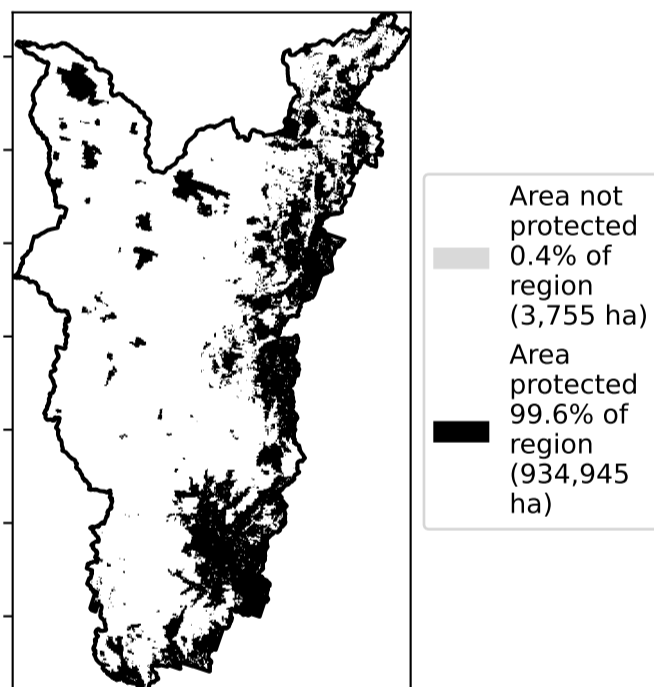 Area not
protected
0.4% of
region
(3,755 ha)
Area
protected
99.6% of
region
(934,945
ha)